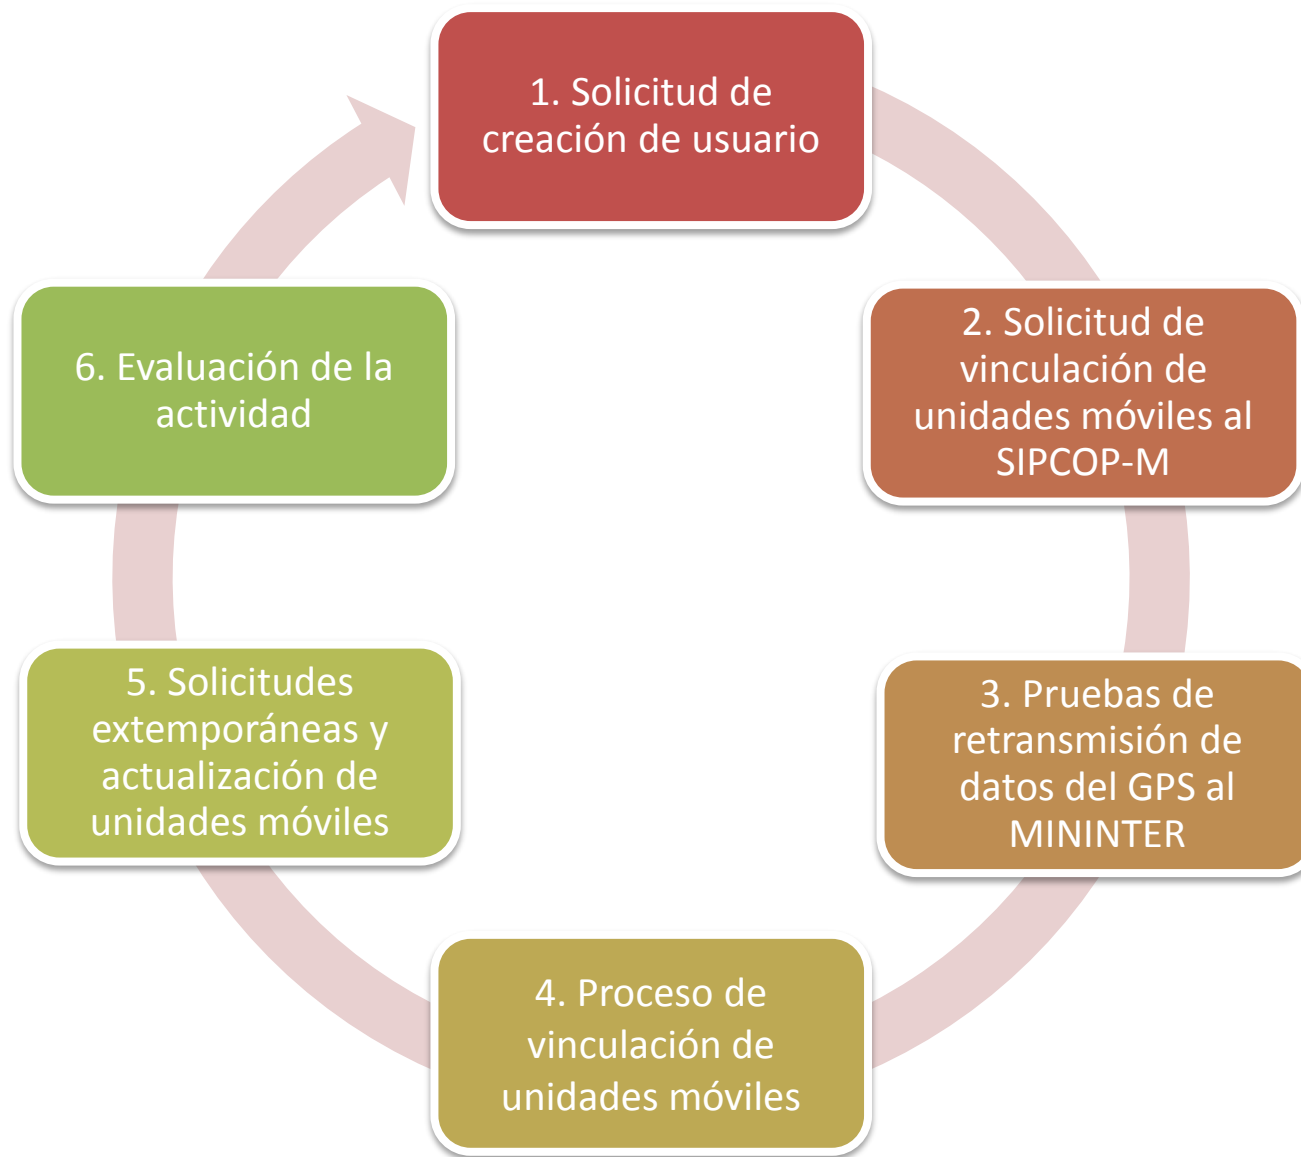 1. Solicitud de
creación de usuario
2. Solicitud de
vinculación de
unidades móviles al
SIPCOP-M
3. Pruebas de
retransmisión de
datos del GPS al
MININTER
4. Proceso de
vinculación de
unidades móviles
5. Solicitudes
extemporáneas y
actualización de
unidades móviles
6. Evaluación de la
actividad